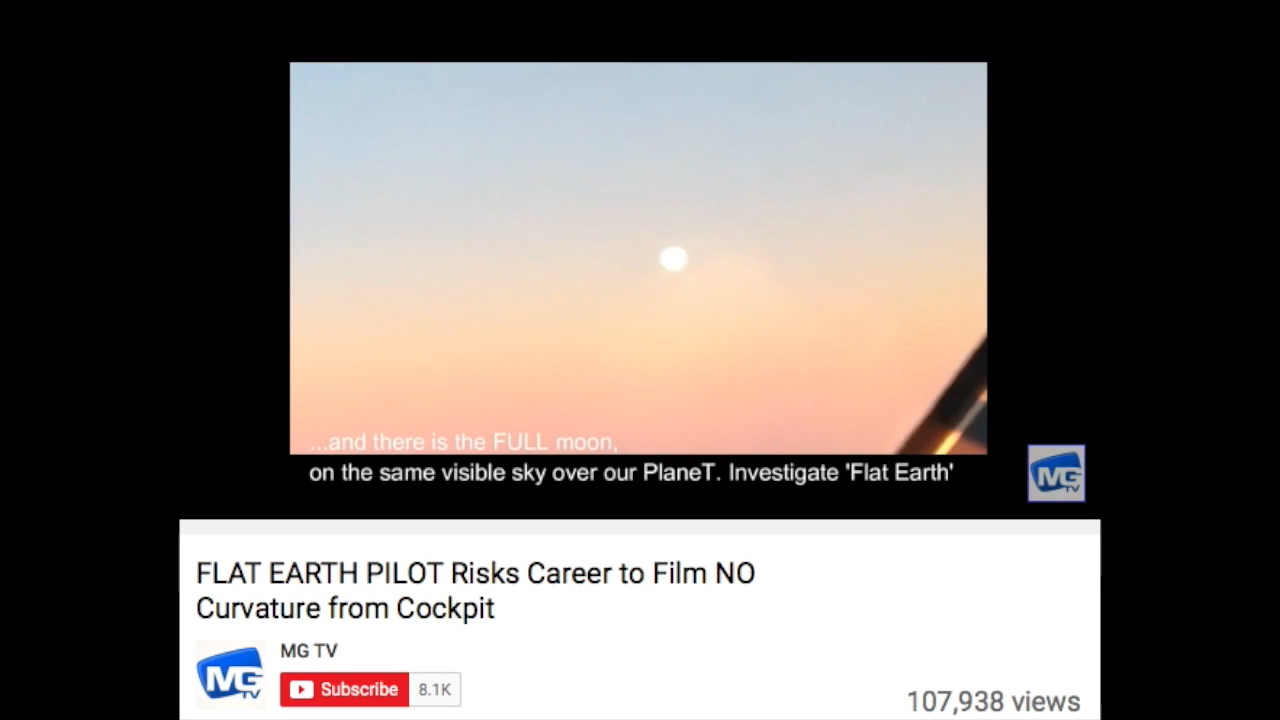 ...and there is the FULL moon,
on the same visible sky over our PlaneT. Investigate 'Flat Earth'
MG
TV
FLAT EARTH PILOT Risks Career to Film NO
Curvature from Cockpit
MG
TV
MG TV
Subscribe 8.1K
107,938 views